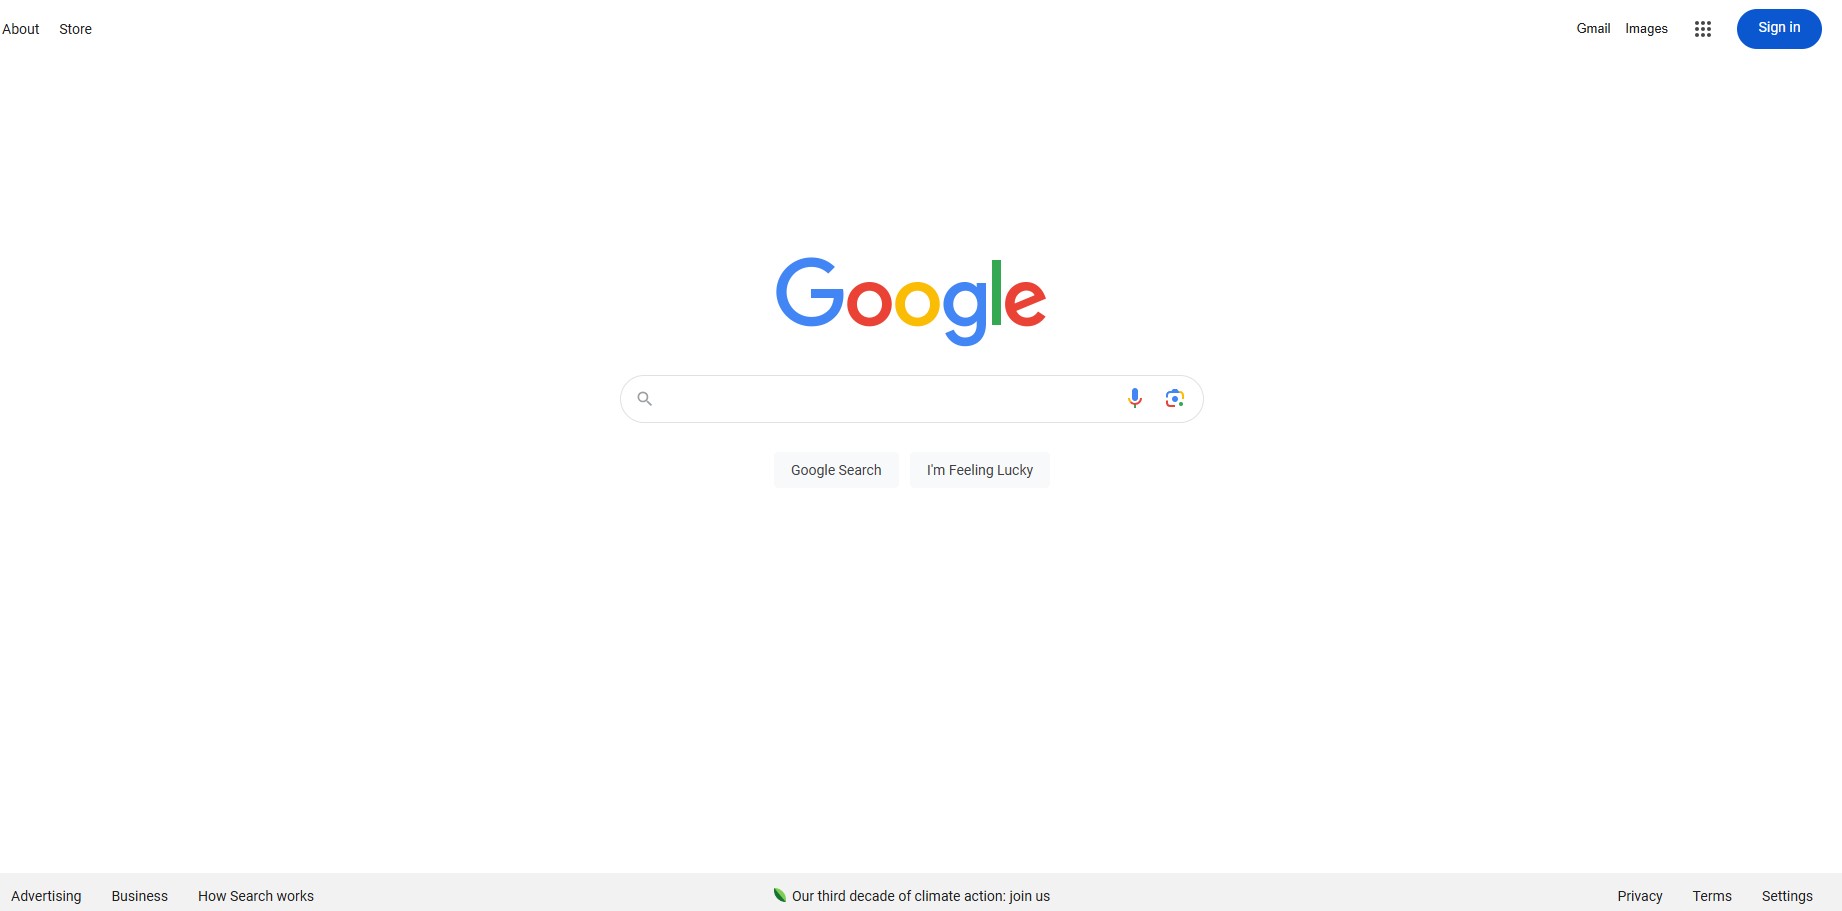 About Store Gmail Images Sign in
Google
Google Search I'm Feeling Lucky
Advertising Business How Search works Our third decade of climate action: join us Privacy Terms Settings